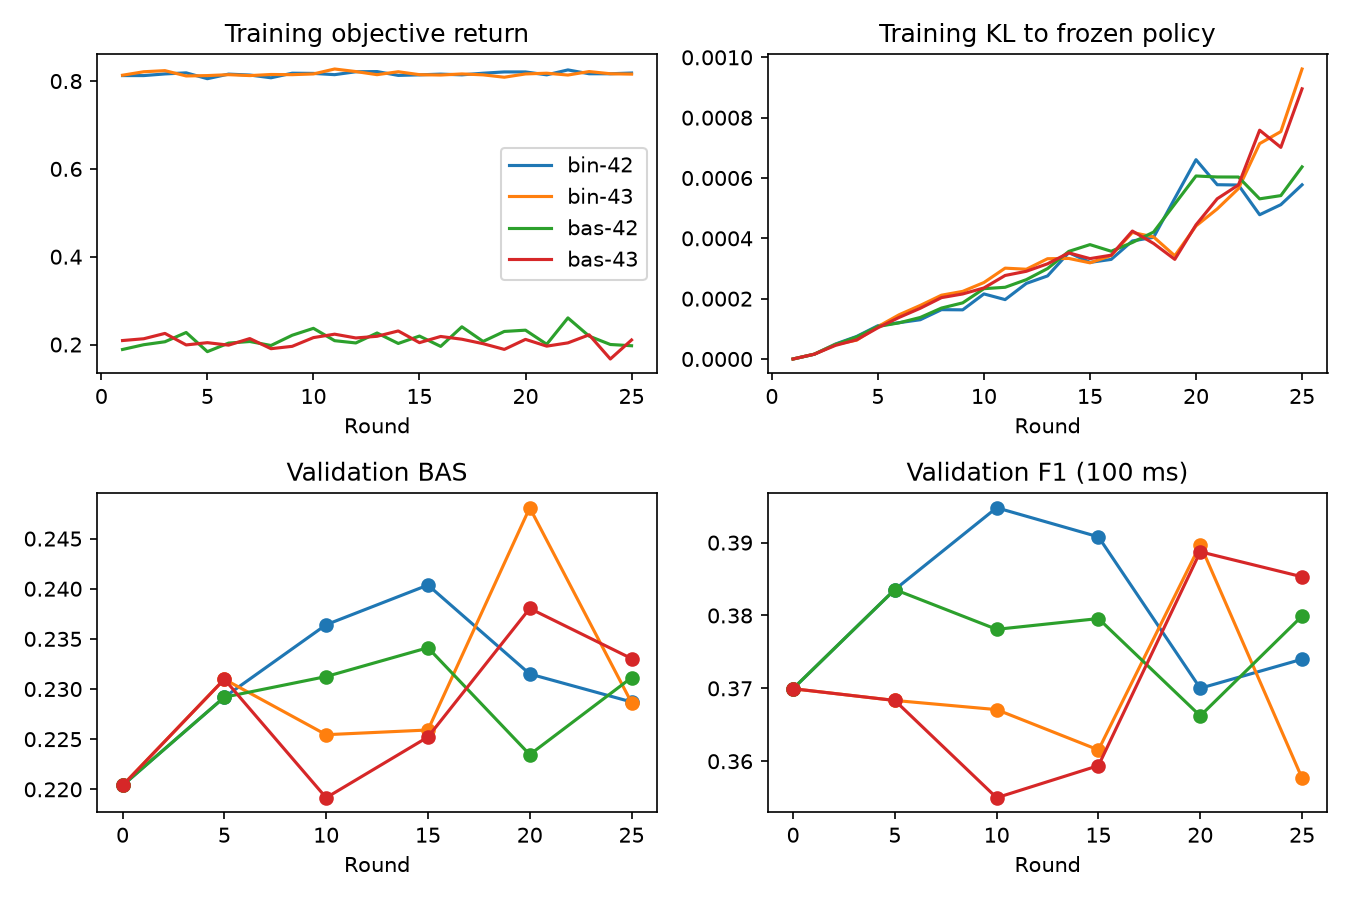 Training objective return
0.8
0.6
0.4
0.2
bin-42
bin-43
bas-42
bas-43
0 5 10 15 20 25
Round
Training KL to frozen policy
0.0010
0.0008
0.0006
0.0004
0.0002
0.0000
0 5 10 15 20 25
Round
Validation BAS
0.245
0.240
0.235
0.230
0.225
0.220
0 5 10 15 20 25
Round
Validation F1 (100 ms)
0.39
0.38
0.37
0.36
0 5 10 15 20 25
Round